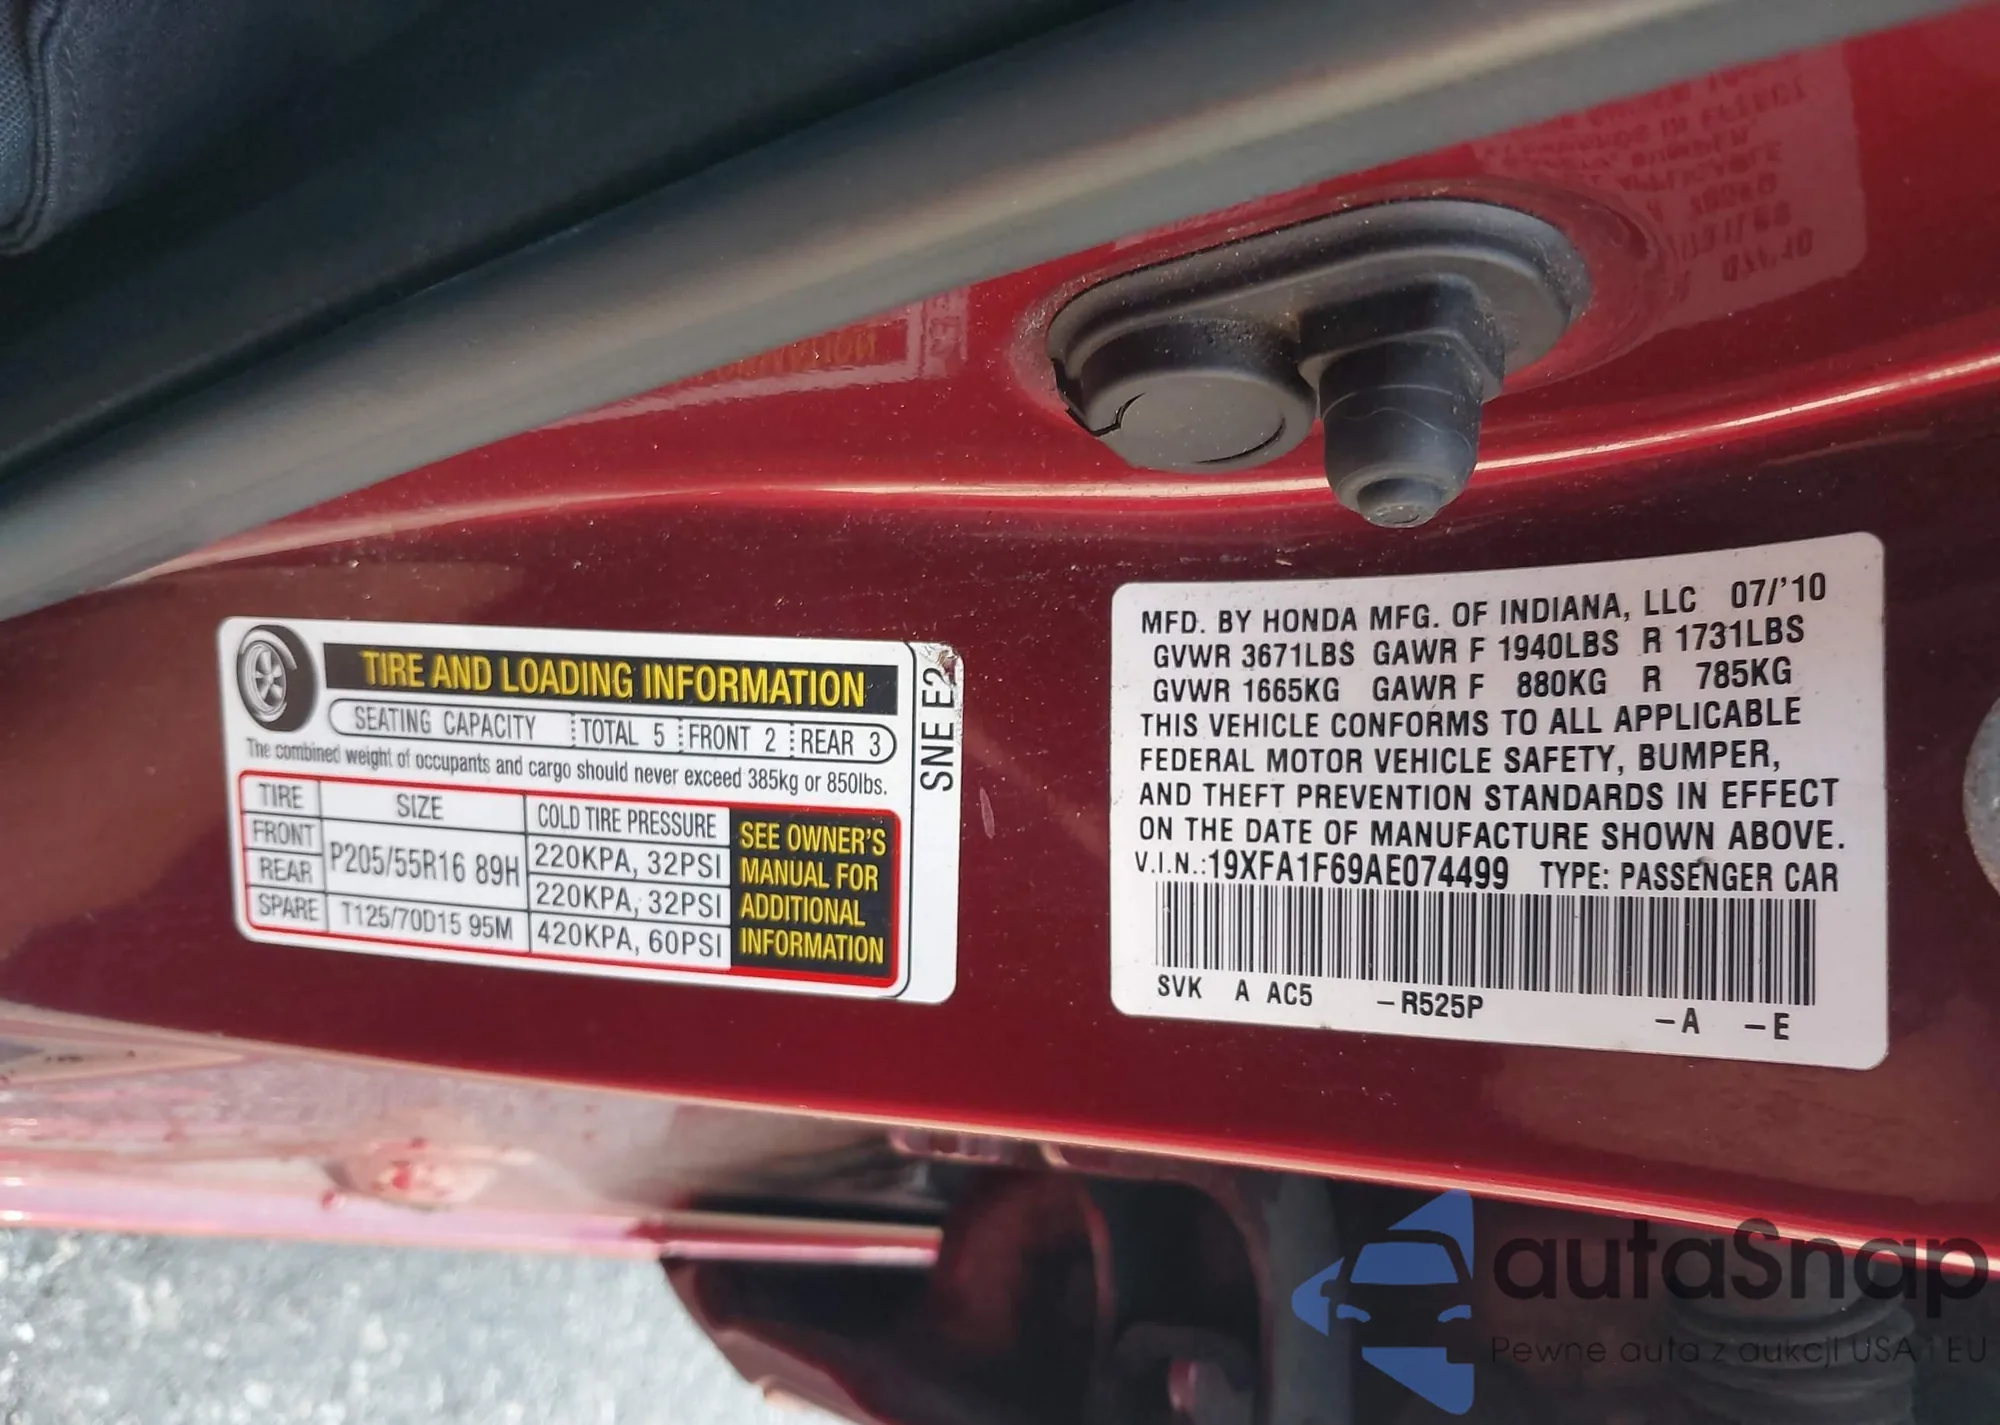 TIRE AND LOADING INFORMATION
SEATING CAPACITY TOTAL 5 FRONT 2 REAR 3
The combined weight of occupants and cargo should never exceed 385kg or 850lbs.
TIRE SIZE COLD TIRE PRESSURE
FRONT P205/55R16 89H 220KPA, 32PSI
REAR 220KPA, 32PSI
SPARE T125/70D15 95M 420KPA, 60PSI
SEE OWNER'S
MANUAL FOR
ADDITIONAL
INFORMATION
SNE E2
MFD. BY HONDA MFG. OF INDIANA, LLC 07/'10
GVWR 3671LBS GAWR F 1940LBS R 1731LBS
GVWR 1665KG GAWR F 880KG R 785KG
THIS VEHICLE CONFORMS TO ALL APPLICABLE
FEDERAL MOTOR VEHICLE SAFETY, BUMPER,
AND THEFT PREVENTION STANDARDS IN EFFECT
ON THE DATE OF MANUFACTURE SHOWN ABOVE.
V.I.N.:19XFA1F69AE074499 TYPE: PASSENGER CAR
SVK A AC5 -R525P -A -E
autaSnap
Pewne auta z aukcji USA i EU